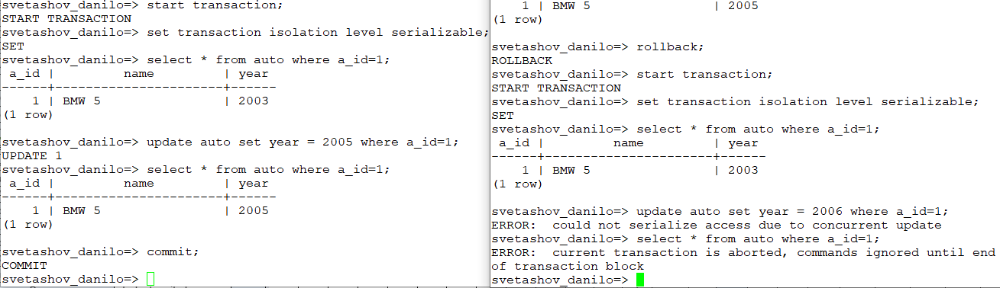 svetashov_danilo=> start transaction;
START TRANSACTION
svetashov_danilo=> set transaction isolation level serializable;
SET
svetashov_danilo=> select * from auto where a_id=1;
 a_id |         name         | year
------+----------------------+------
    1 | BMW 5                | 2003
(1 row)
svetashov_danilo=> update auto set year = 2005 where a_id=1;
UPDATE 1
svetashov_danilo=> select * from auto where a_id=1;
 a_id |         name         | year
------+----------------------+------
    1 | BMW 5                | 2005
(1 row)
svetashov_danilo=> commit;
COMMIT
svetashov_danilo=>
    1 | BMW 5                | 2005
(1 row)
svetashov_danilo=> rollback;
ROLLBACK
svetashov_danilo=> start transaction;
START TRANSACTION
svetashov_danilo=> set transaction isolation level serializable;
SET
svetashov_danilo=> select * from auto where a_id=1;
 a_id |         name         | year
------+----------------------+------
    1 | BMW 5                | 2003
(1 row)
svetashov_danilo=> update auto set year = 2006 where a_id=1;
ERROR:  could not serialize access due to concurrent update
svetashov_danilo=> select * from auto where a_id=1;
ERROR:  current transaction is aborted, commands ignored until end
of transaction block
svetashov_danilo=>